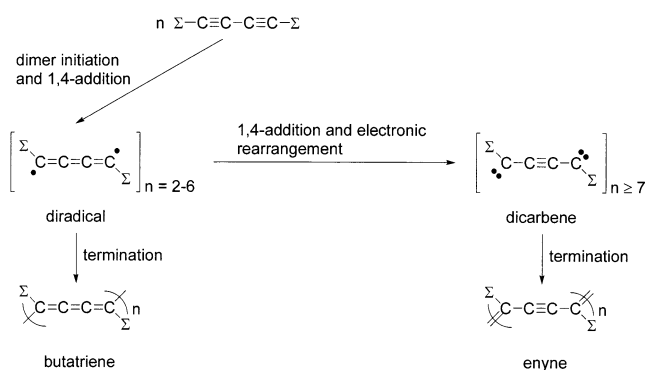 n Σ−C≡C−C≡C−Σ
dimer initiation
and 1,4-addition
1,4-addition and electronic
rearrangement
Σ C=C=C=C Σ n = 2-6
Σ C−C≡C−C Σ n ≥ 7
diradical
dicarbene
termination
termination
Σ C=C=C=C Σ n
Σ C−C≡C−C Σ n
butatriene
enyne